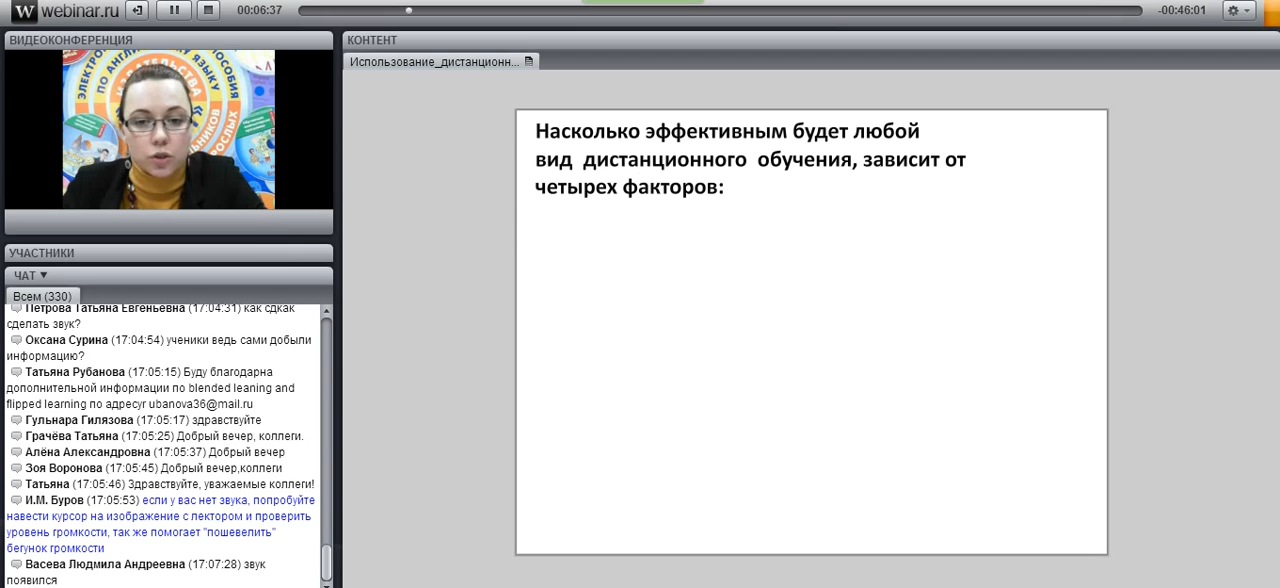 W webinar.ru
00:06:37
-00:46:01
ВИДЕОКОНФЕРЕНЦИЯ
ЭЛЕКТРОН
ПО АНГЛИ
ИЗДАТЕЛЬСТВА
ЯЗЫКУ
ПОСОБИЯ
УЧАСТНИКИ
ЧАТ
Всем (330)
Петрова Татьяна Евгеньевна (17:04:31) как сдкак
сделать звук?
Оксана Сурина (17:04:54) ученики ведь сами добыли
информацию?
Татьяна Рубанова (17:05:15) Буду благодарна
дополнительной информации по blended leaning and
flipped learning по адресуr ubanova36@mail.ru
Гульнара Гилязова (17:05:17) здравствуйте
Грачёва Татьяна (17:05:25) Добрый вечер, коллеги.
Алёна Александровна (17:05:37) Добрый вечер
Зоя Воронова (17:05:45) Добрый вечер,коллеги
Татьяна (17:05:46) Здравствуйте, уважаемые коллеги!
И.М. Буров (17:05:53) если у вас нет звука, попробуйте
навести курсор на изображение с лектором и проверить
уровень громкости, так же помогает "пошевелить"
бегунок громкости
Васева Людмила Андреевна (17:07:28) звук
появился
КОНТЕНТ
Использование_дистанционн...
Насколько эффективным будет любой
вид дистанционного обучения, зависит от
четырех факторов: